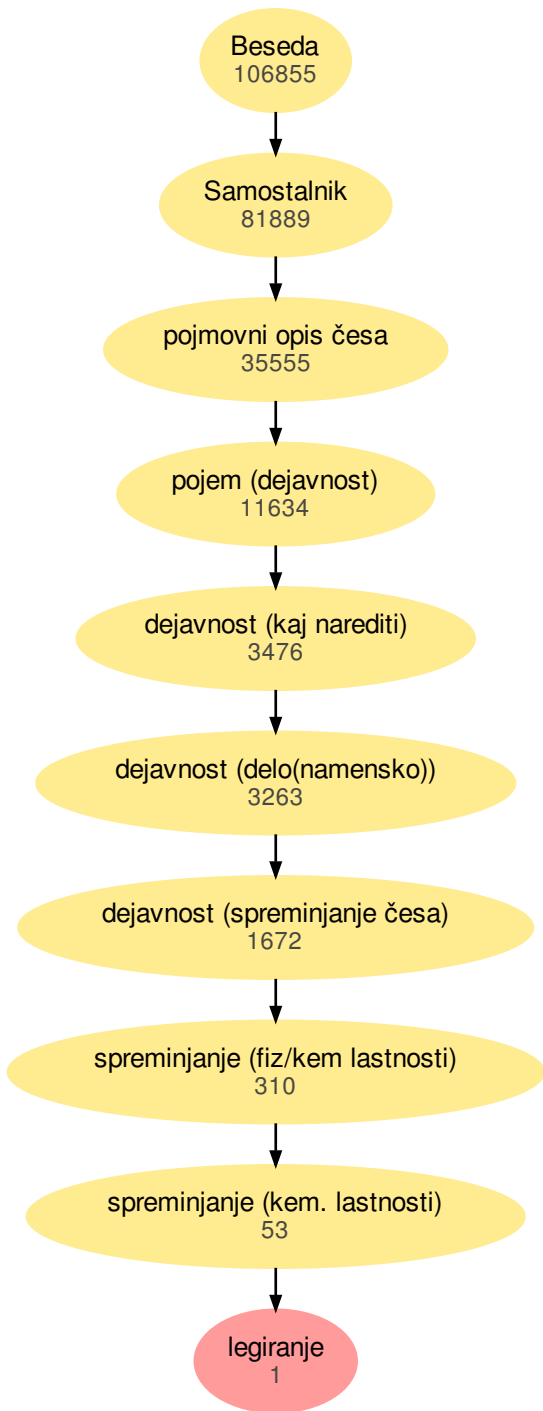 Beseda
106855
Samostalnik
81889
pojmovni opis česa
35555
pojem (dejavnost)
11634
dejavnost (kaj narediti)
3476
dejavnost (delo(namensko))
3263
dejavnost (spreminjanje česa)
1672
spreminjanje (fiz/kem lastnosti)
310
spreminjanje (kem. lastnosti)
53
legiranje
1